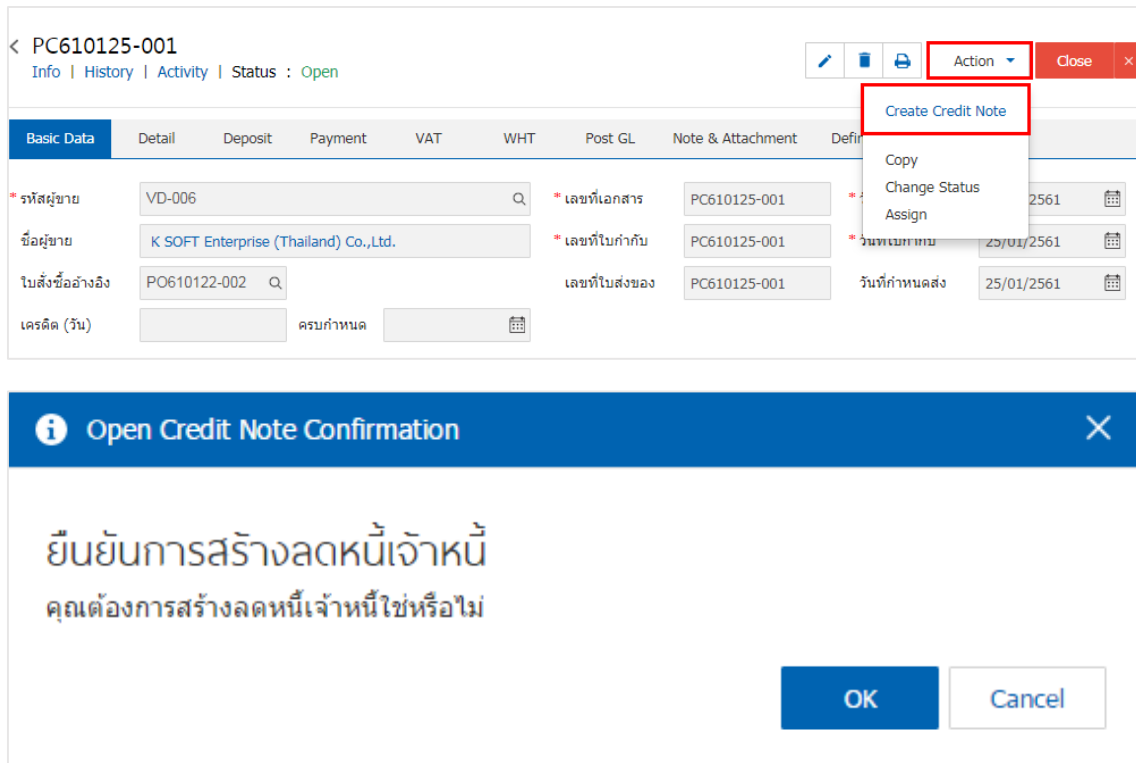 PC610125-001
Info | History | Activity | Status : Open
Action
Close
Create Credit Note
Copy
Change Status
Assign
Basic Data Detail Deposit Payment VAT WHT Post GL Note & Attachment
* รหัสผู้ขาย VD-006 * เลขที่เอกสาร PC610125-001 * 2561
ชื่อผู้ขาย K SOFT Enterprise (Thailand) Co.,Ltd. * เลขที่ใบกำกับ PC610125-001 * วันที่ใบกำกับ 25/01/2561
ใบสั่งซื้ออ้างอิง PO610122-002 เลขที่ใบส่งของ PC610125-001 วันที่กำหนดส่ง 25/01/2561
เครดิต (วัน) ครบกำหนด
Open Credit Note Confirmation
ยืนยันการสร้างลดหนี้เจ้าหนี้
คุณต้องการสร้างลดหนี้เจ้าหนี้ใช่หรือไม่
OK Cancel